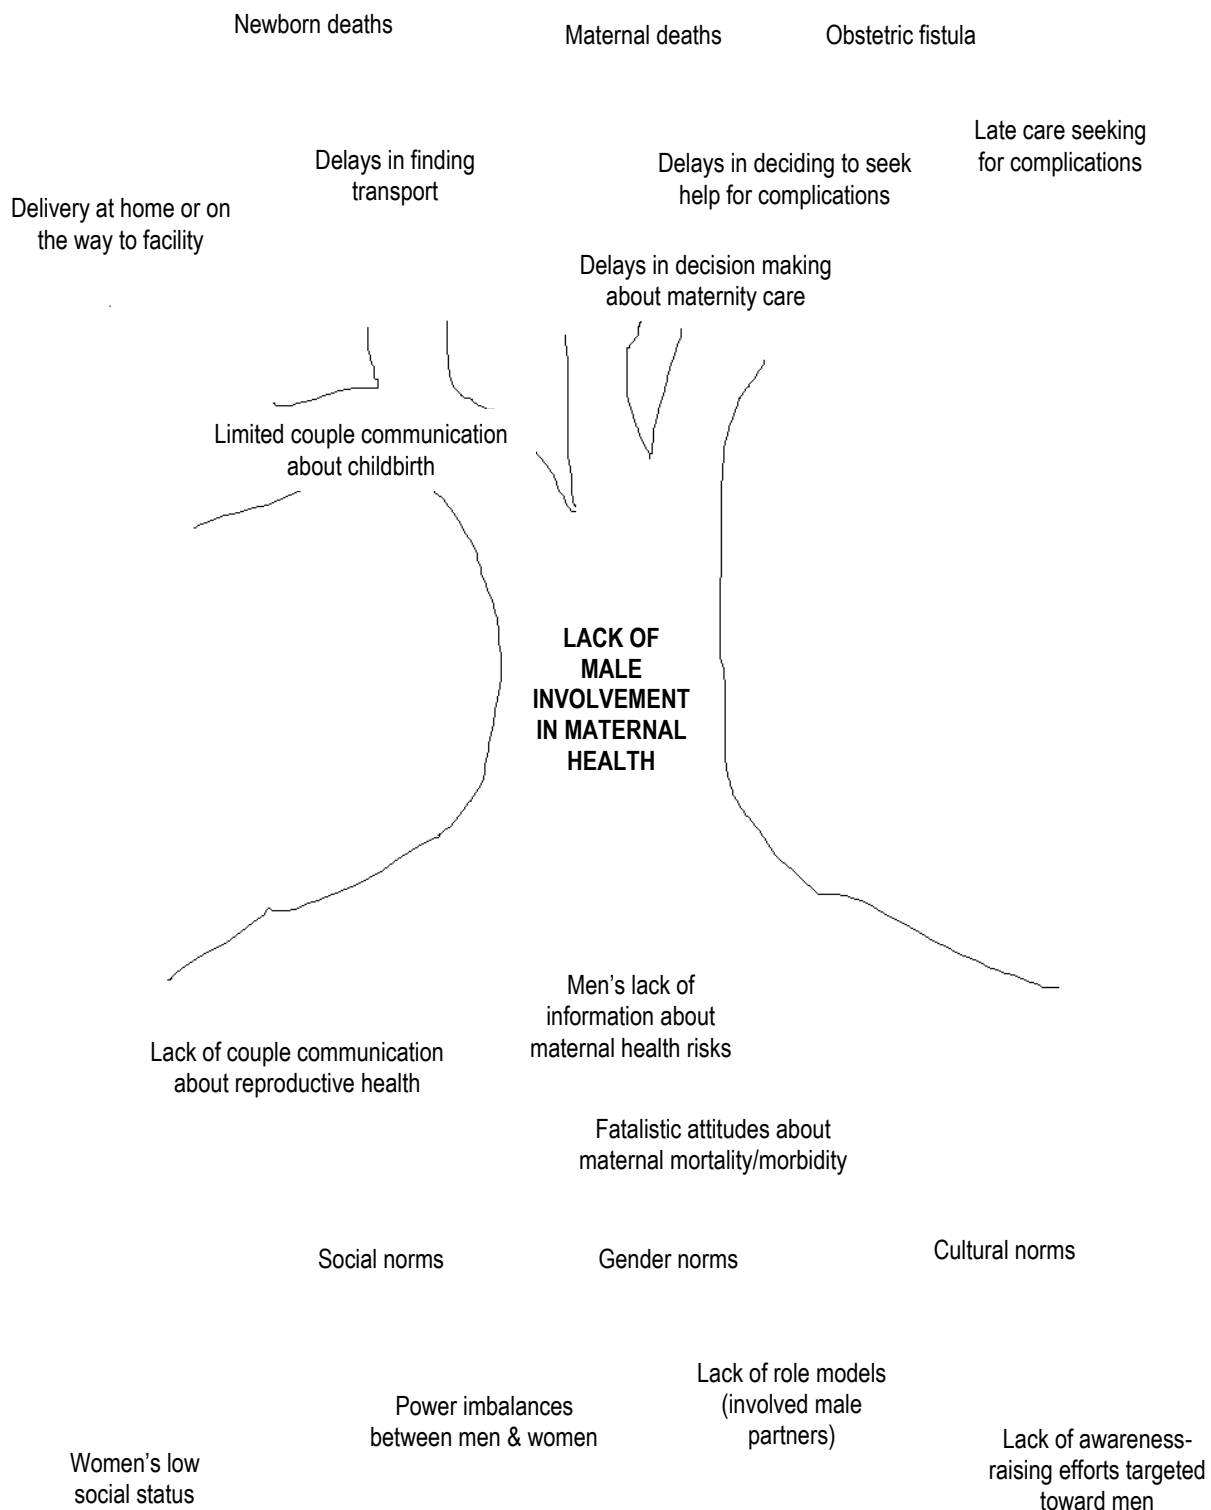 Newborn deaths
Maternal deaths
Obstetric fistula
Late care seeking
for complications
Delays in finding
transport
Delays in deciding to seek
help for complications
Delivery at home or on
the way to facility
Delays in decision making
about maternity care
Limited couple communication
about childbirth
LACK OF
MALE
INVOLVEMENT
IN MATERNAL
HEALTH
Men’s lack of
information about
maternal health risks
Lack of couple communication
about reproductive health
Fatalistic attitudes about
maternal mortality/morbidity
Social norms
Gender norms
Cultural norms
Lack of role models
(involved male
partners)
Power imbalances
between men & women
Lack of awareness-
raising efforts targeted
toward men
Women’s low
social status